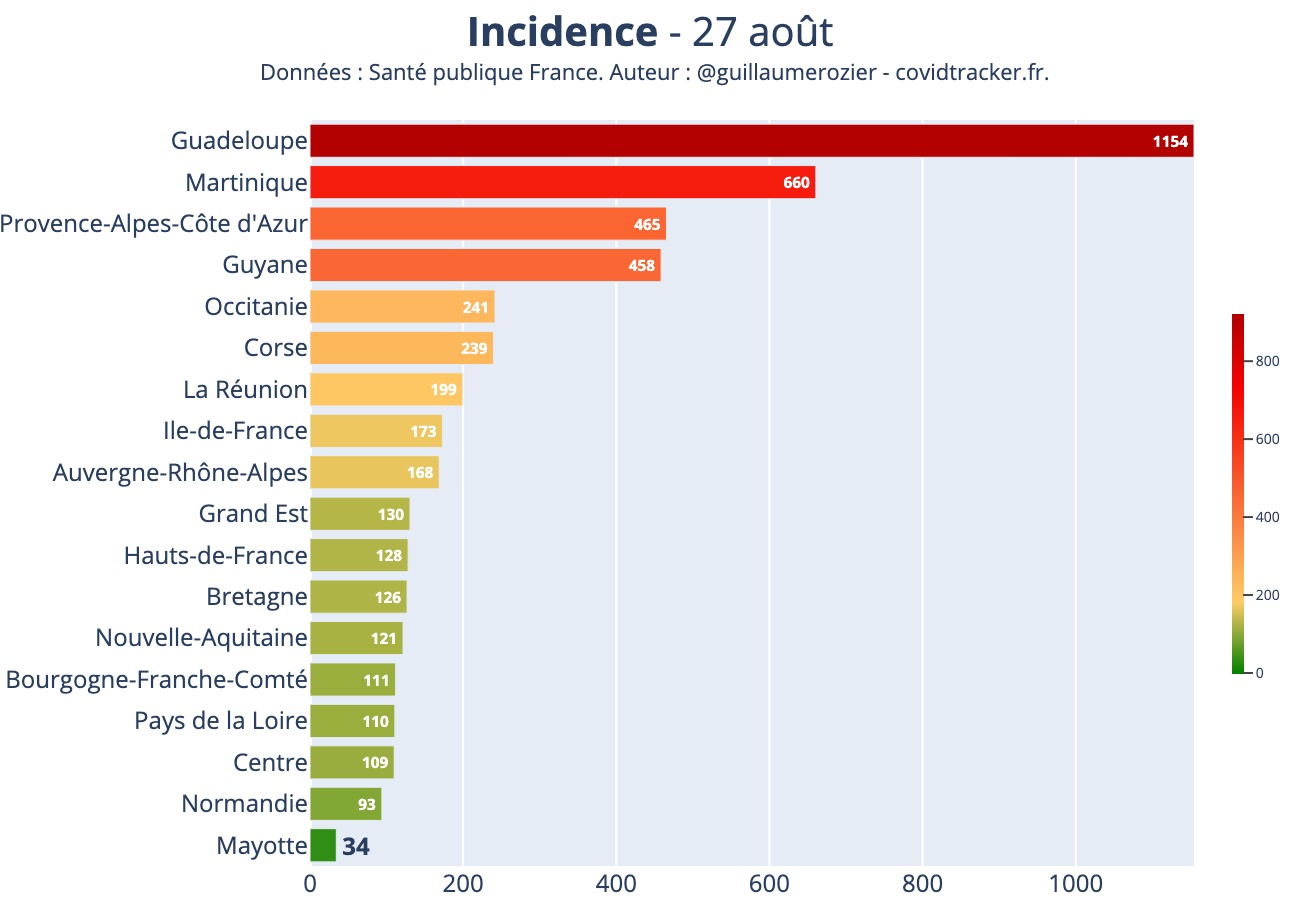 Incidence - 27 août
Données : Santé publique France. Auteur : @guillaumerozier - covidtracker.fr.
Guadeloupe 1154
Martinique 660
Provence-Alpes-Côte d'Azur 465
Guyane 458
Occitanie 241
Corse 239
La Réunion 199
Ile-de-France 173
Auvergne-Rhône-Alpes 168
Grand Est 130
Hauts-de-France 128
Bretagne 126
Nouvelle-Aquitaine 121
Bourgogne-Franche-Comté 111
Pays de la Loire 110
Centre 109
Normandie 93
Mayotte 34
0 200 400 600 800 1000
800
600
400
200
0